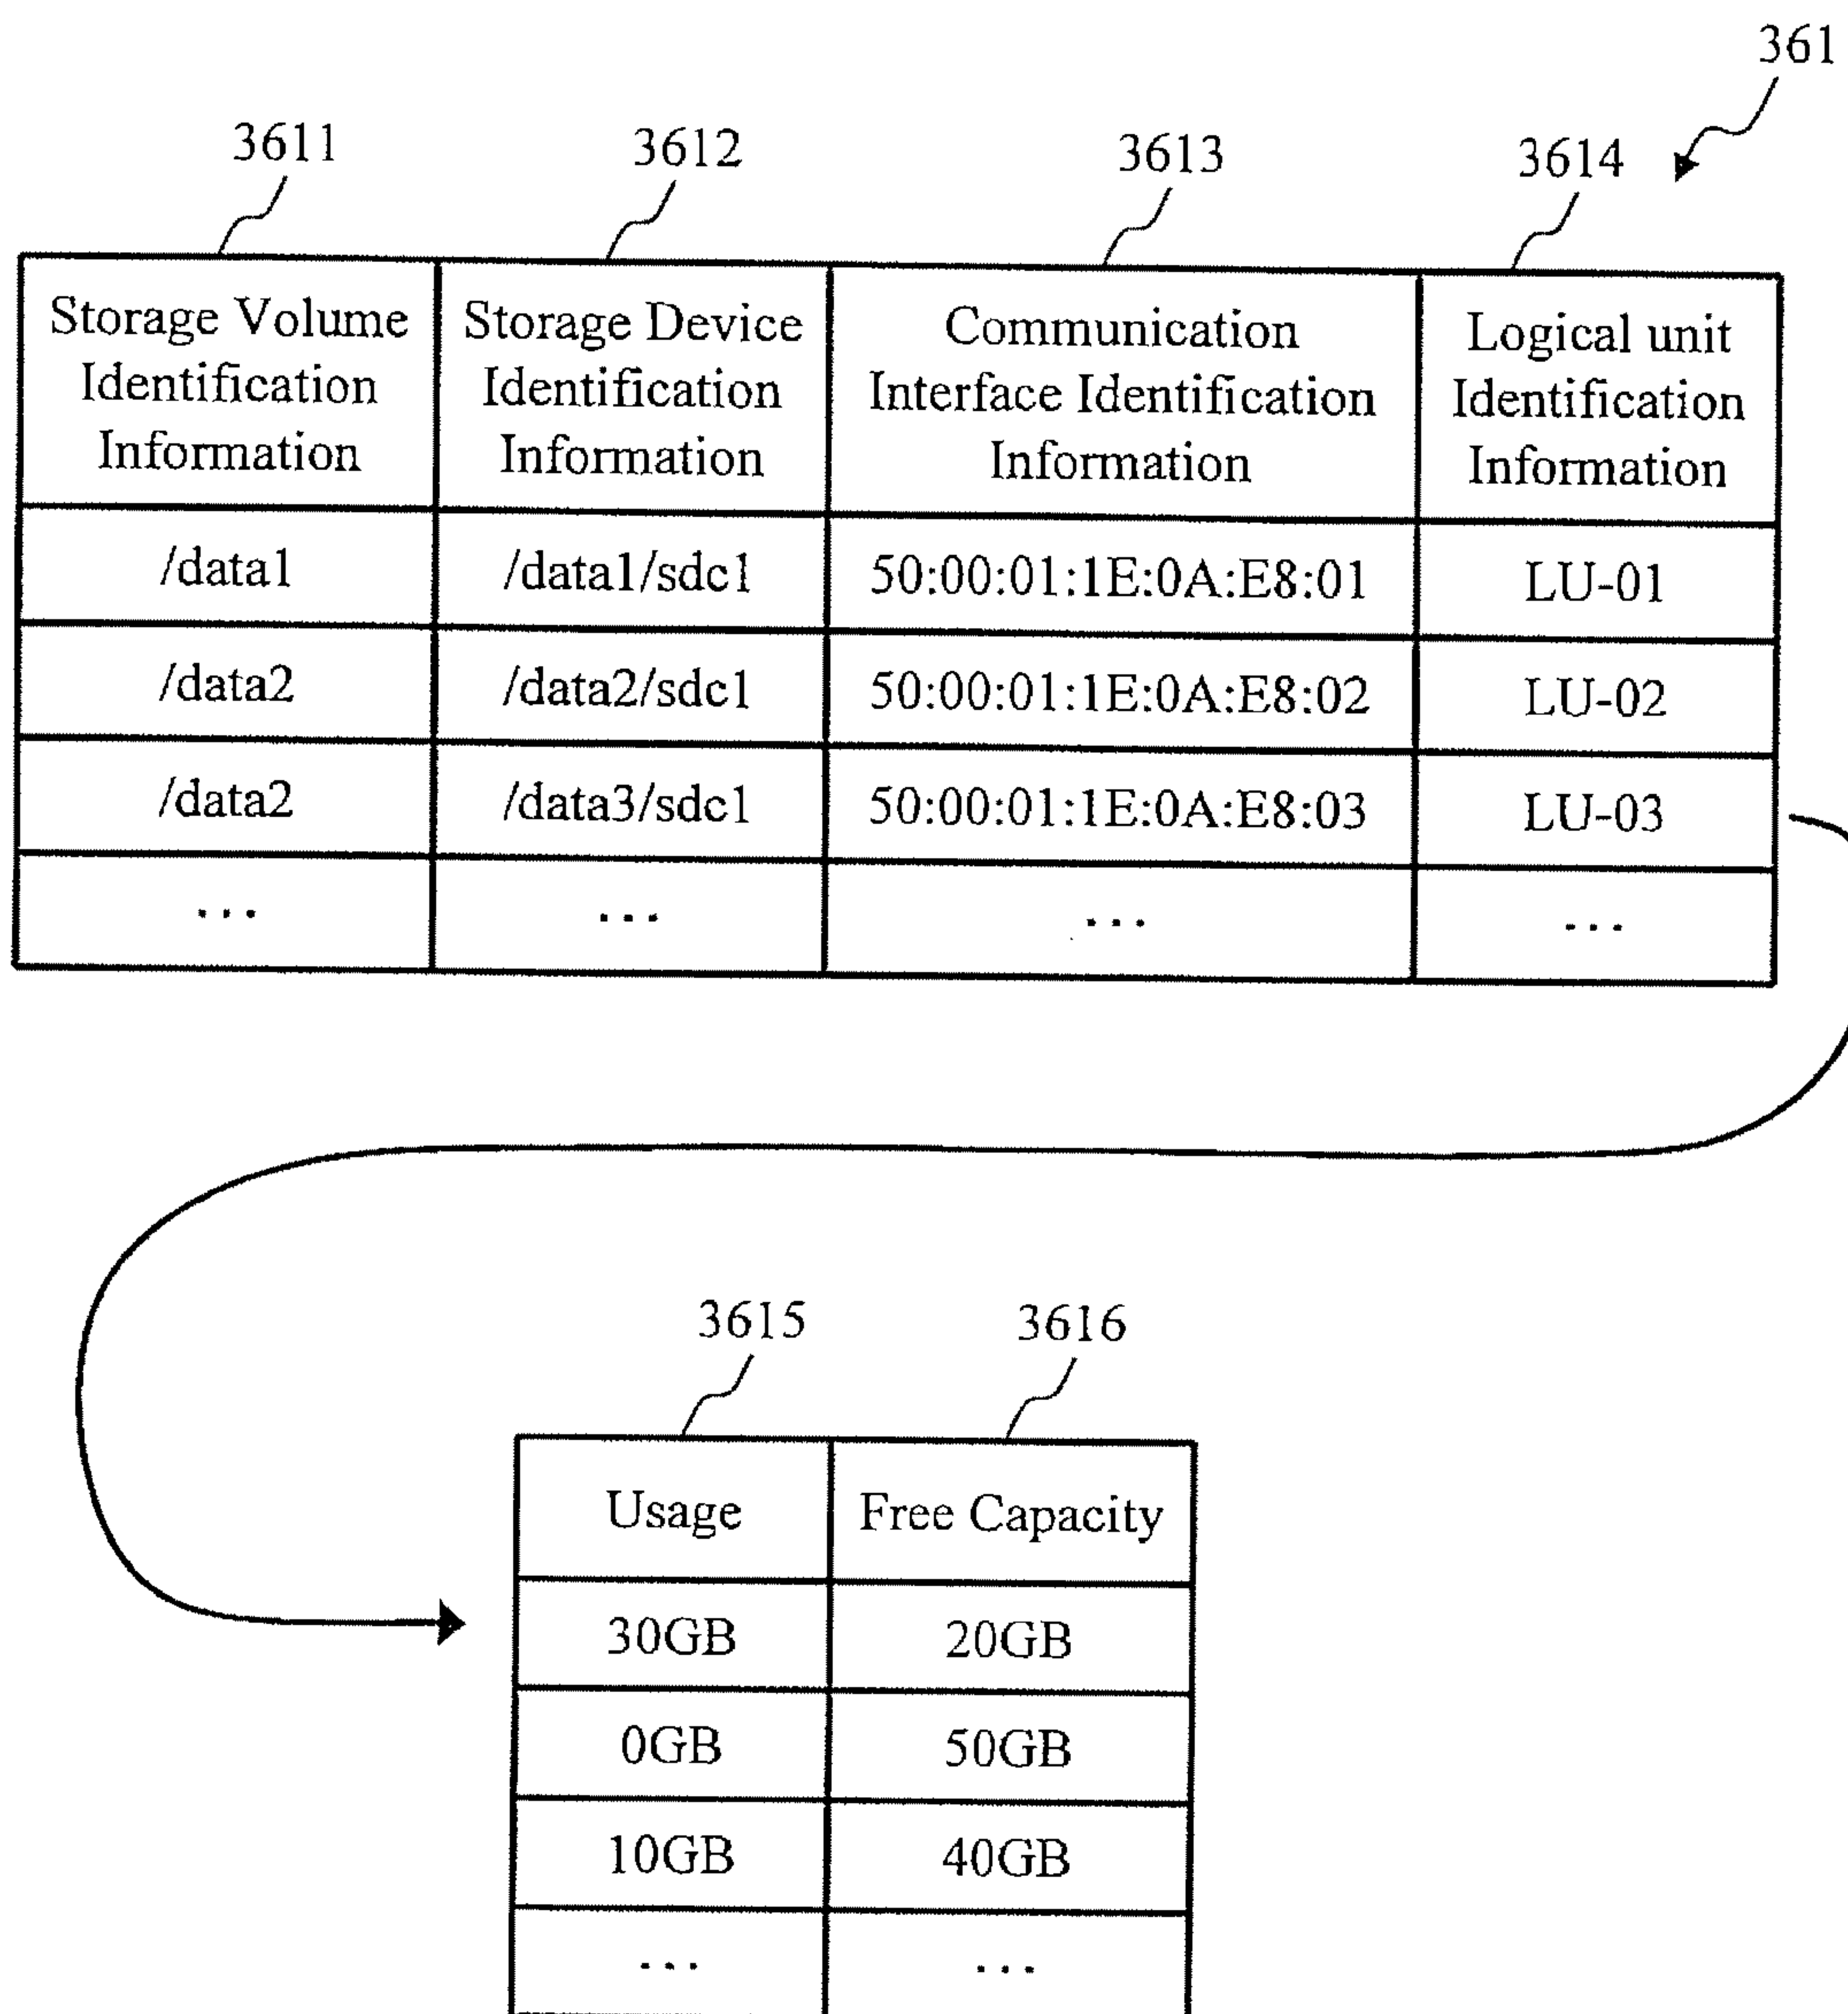 361
3611 3612 3613 3614
Storage Volume Identification Information Storage Device Identification Information Communication Interface Identification Information Logical unit Identification Information
/data1 /data1/sdc1 50:00:01:1E:0A:E8:01 LU-01
/data2 /data2/sdc1 50:00:01:1E:0A:E8:02 LU-02
/data2 /data3/sdc1 50:00:01:1E:0A:E8:03 LU-03
... ... ... ...
3615 3616
Usage Free Capacity
30GB 20GB
0GB 50GB
10GB 40GB
... ...